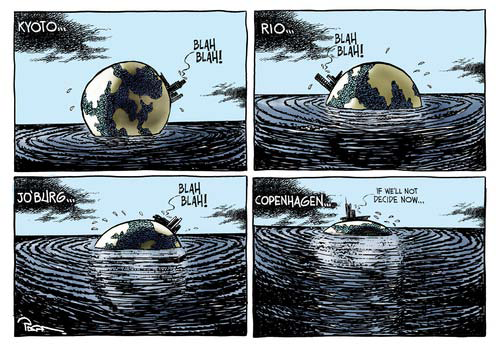 KYOTO...
BLAH
BLAH!
RIO...
BLAH
BLAH!
JO'BURG...
BLAH
BLAH!
COPENHAGEN...
IF WE'LL NOT
DECIDE NOW...